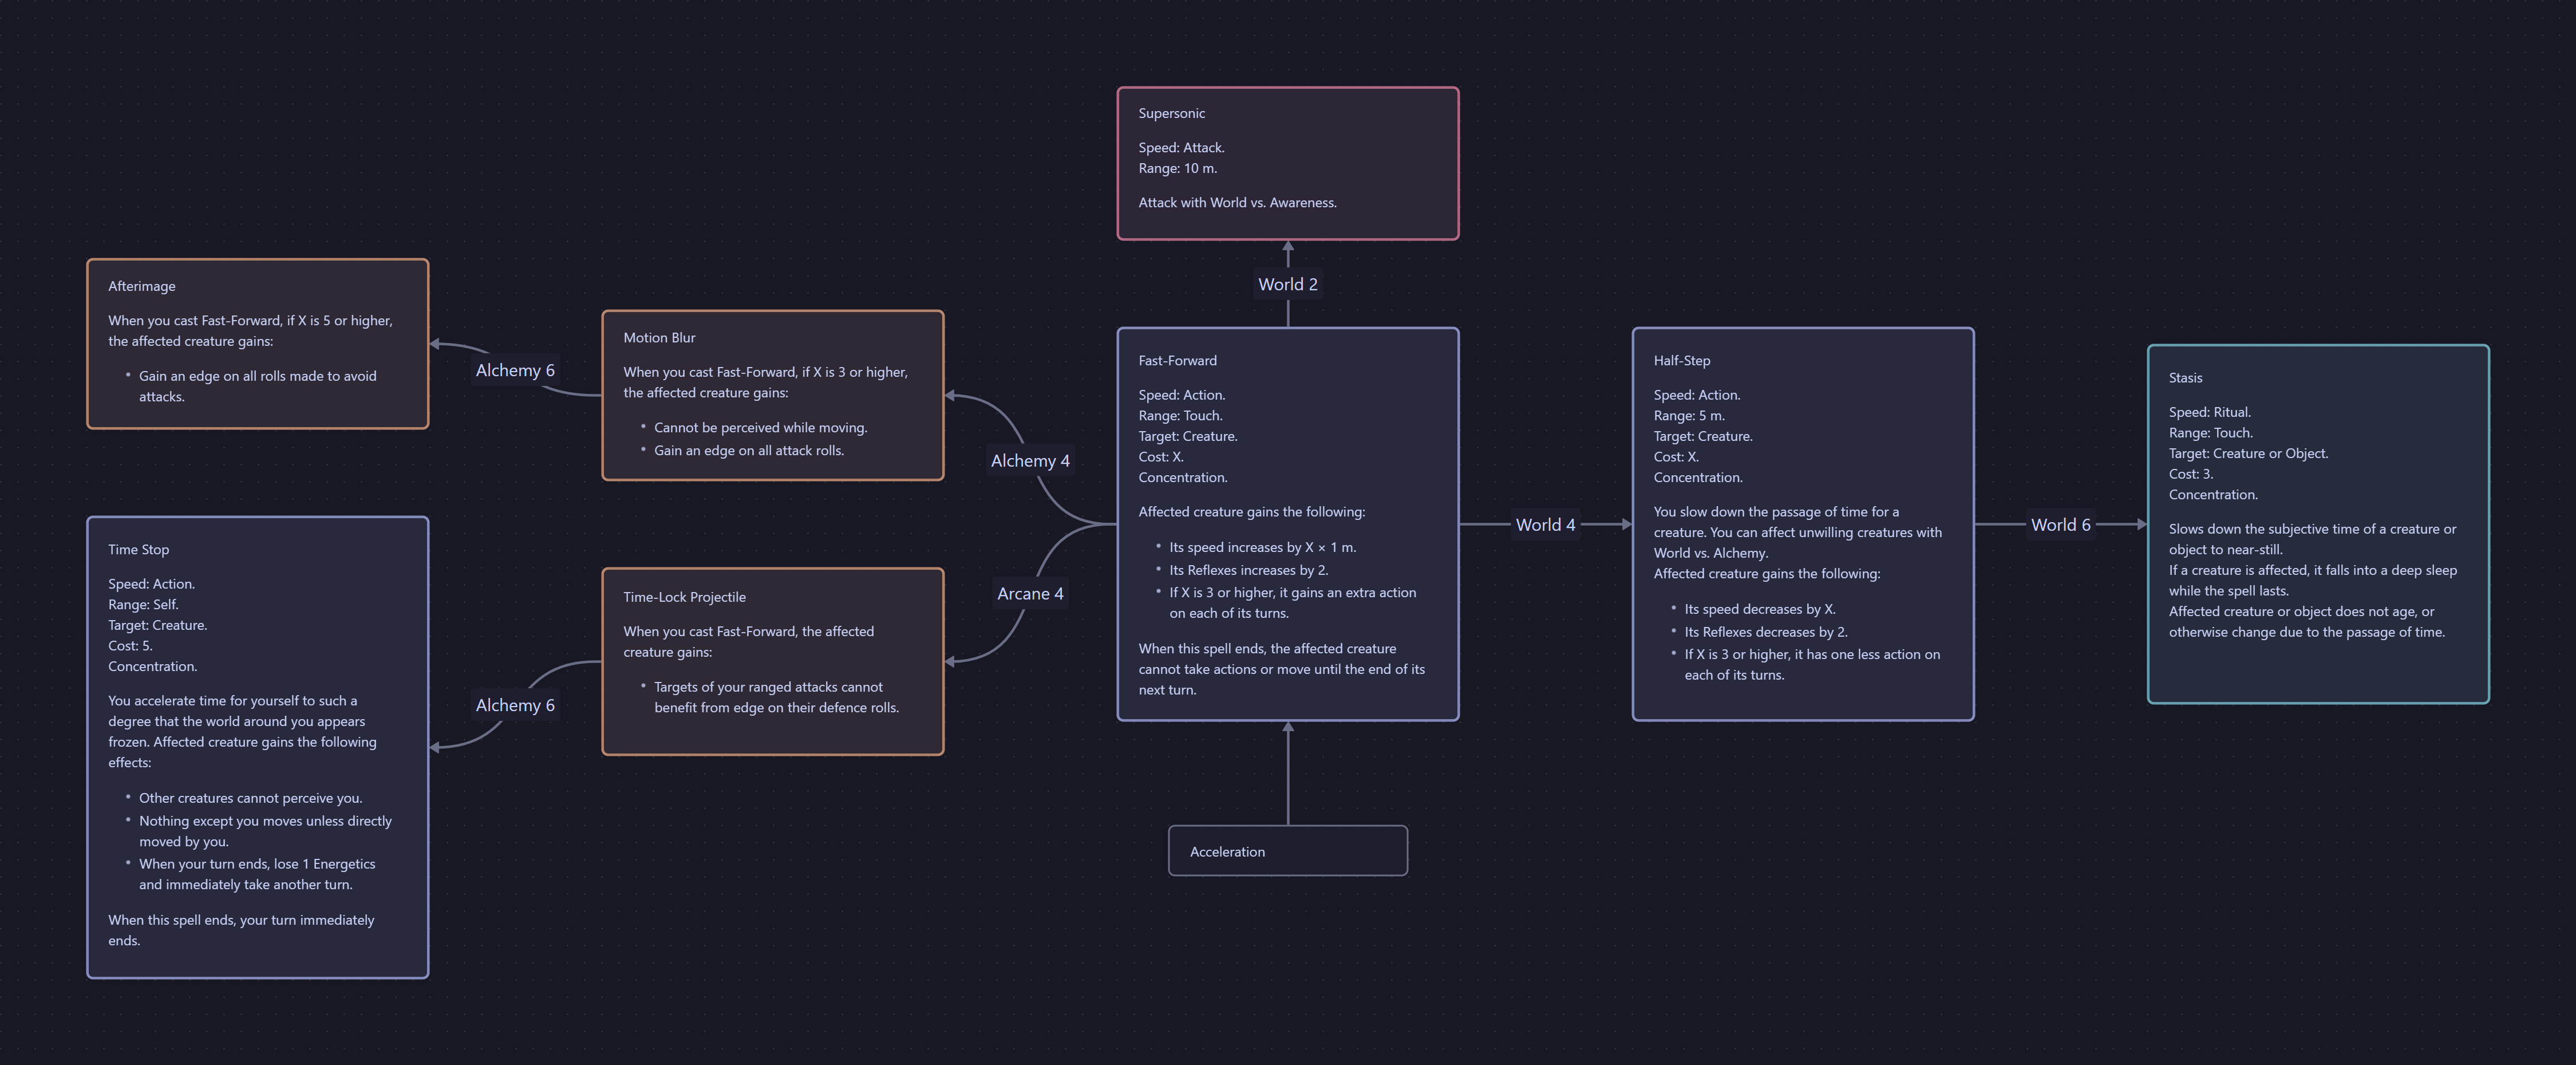 Supersonic
Speed: Attack.
Range: 10 m.
Attack with World vs. Awareness.
World 2
Afterimage
When you cast Fast-Forward, if X is 5 or higher,
the affected creature gains:
• Gain an edge on all rolls made to avoid
attacks.
Alchemy 6
Motion Blur
When you cast Fast-Forward, if X is 3 or higher,
the affected creature gains:
• Cannot be perceived while moving.
• Gain an edge on all attack rolls.
Alchemy 4
Fast-Forward
Speed: Action.
Range: Touch.
Target: Creature.
Cost: X.
Concentration.
Affected creature gains the following:
• Its speed increases by X × 1 m.
• Its Reflexes increases by 2.
• If X is 3 or higher, it gains an extra action
on each of its turns.
When this spell ends, the affected creature
cannot take actions or move until the end of its
next turn.
World 4
Half-Step
Speed: Action.
Range: 5 m.
Target: Creature.
Cost: X.
Concentration.
You slow down the passage of time for a
creature. You can affect unwilling creatures with
World vs. Alchemy.
Affected creature gains the following:
• Its speed decreases by X.
• Its Reflexes decreases by 2.
• If X is 3 or higher, it has one less action on
each of its turns.
World 6
Stasis
Speed: Ritual.
Range: Touch.
Target: Creature or Object.
Cost: 3.
Concentration.
Slows down the subjective time of a creature or
object to near-still.
If a creature is affected, it falls into a deep sleep
while the spell lasts.
Affected creature or object does not age, or
otherwise change due to the passage of time.
Time Stop
Speed: Action.
Range: Self.
Target: Creature.
Cost: 5.
Concentration.
You accelerate time for yourself to such a
degree that the world around you appears
frozen. Affected creature gains the following
effects:
• Other creatures cannot perceive you.
• Nothing except you moves unless directly
moved by you.
• When your turn ends, lose 1 Energetics
and immediately take another turn.
When this spell ends, your turn immediately
ends.
Alchemy 6
Time-Lock Projectile
When you cast Fast-Forward, the affected
creature gains:
• Targets of your ranged attacks cannot
benefit from edge on their defence rolls.
Arcane 4
Acceleration